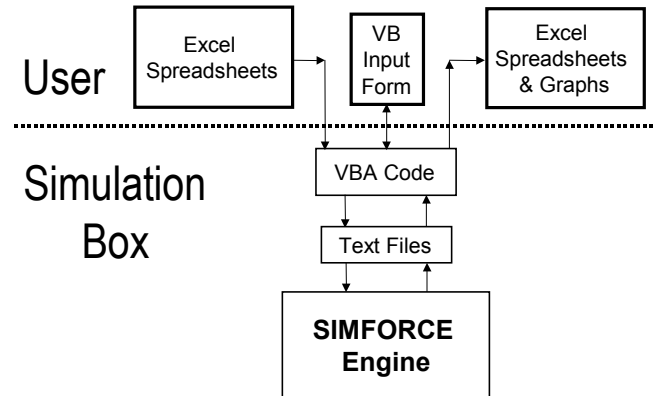 User
Excel
Spreadsheets
VB
Input
Form
Excel
Spreadsheets
& Graphs
Simulation
Box
VBA Code
Text Files
SIMFORCE
Engine